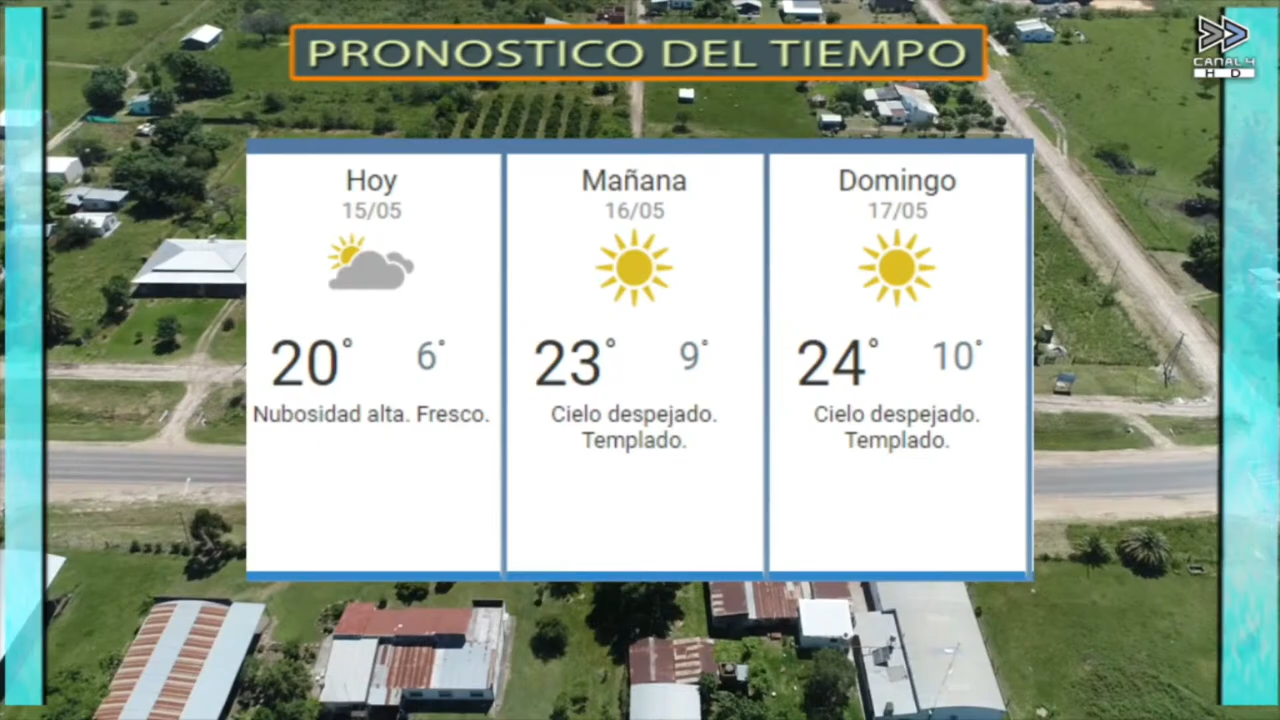 PRONOSTICO DEL TIEMPO
CANAL 4
HD
Hoy
15/05
20° 6°
Nubosidad alta. Fresco.
Mañana
16/05
23° 9°
Cielo despejado.
Templado.
Domingo
17/05
24° 10°
Cielo despejado.
Templado.